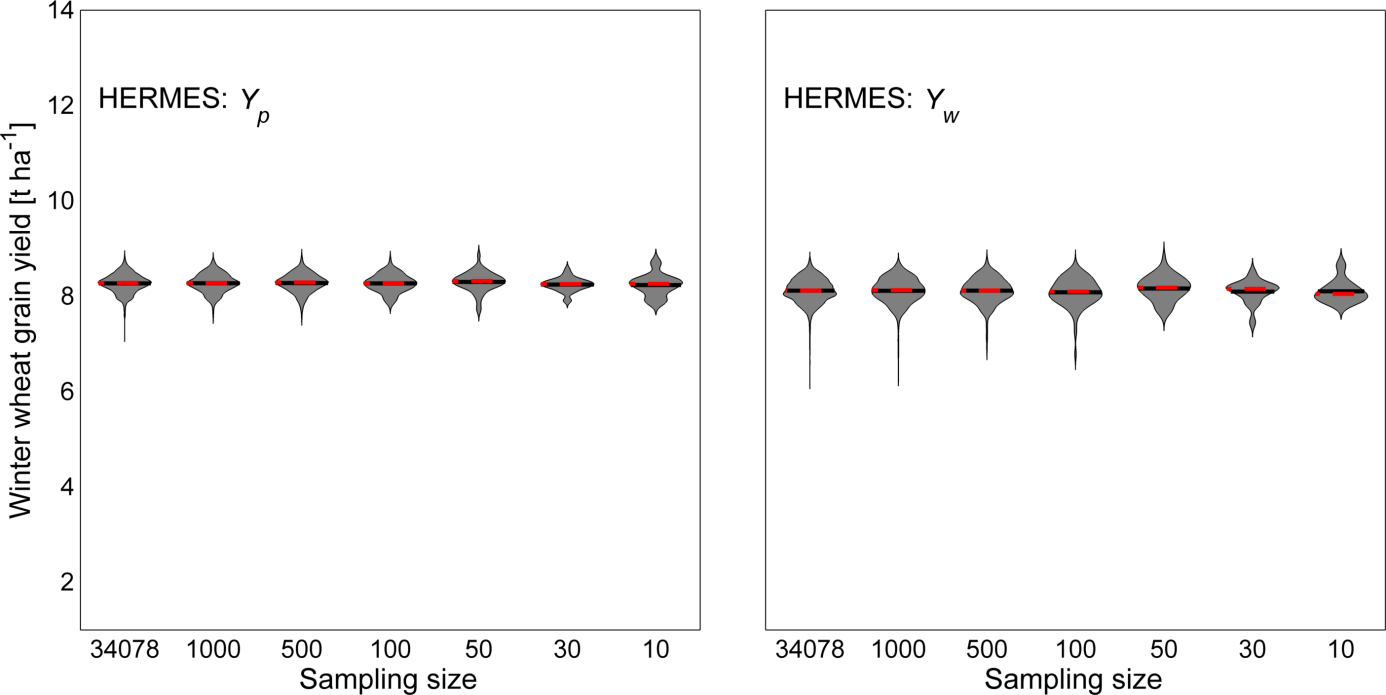 Winter wheat grain yield [t ha⁻¹]
14
12
10
8
6
4
2
HERMES: Yₚ
34078 1000 500 100 50 30 10
Sampling size
HERMES: Y_w
34078 1000 500 100 50 30 10
Sampling size